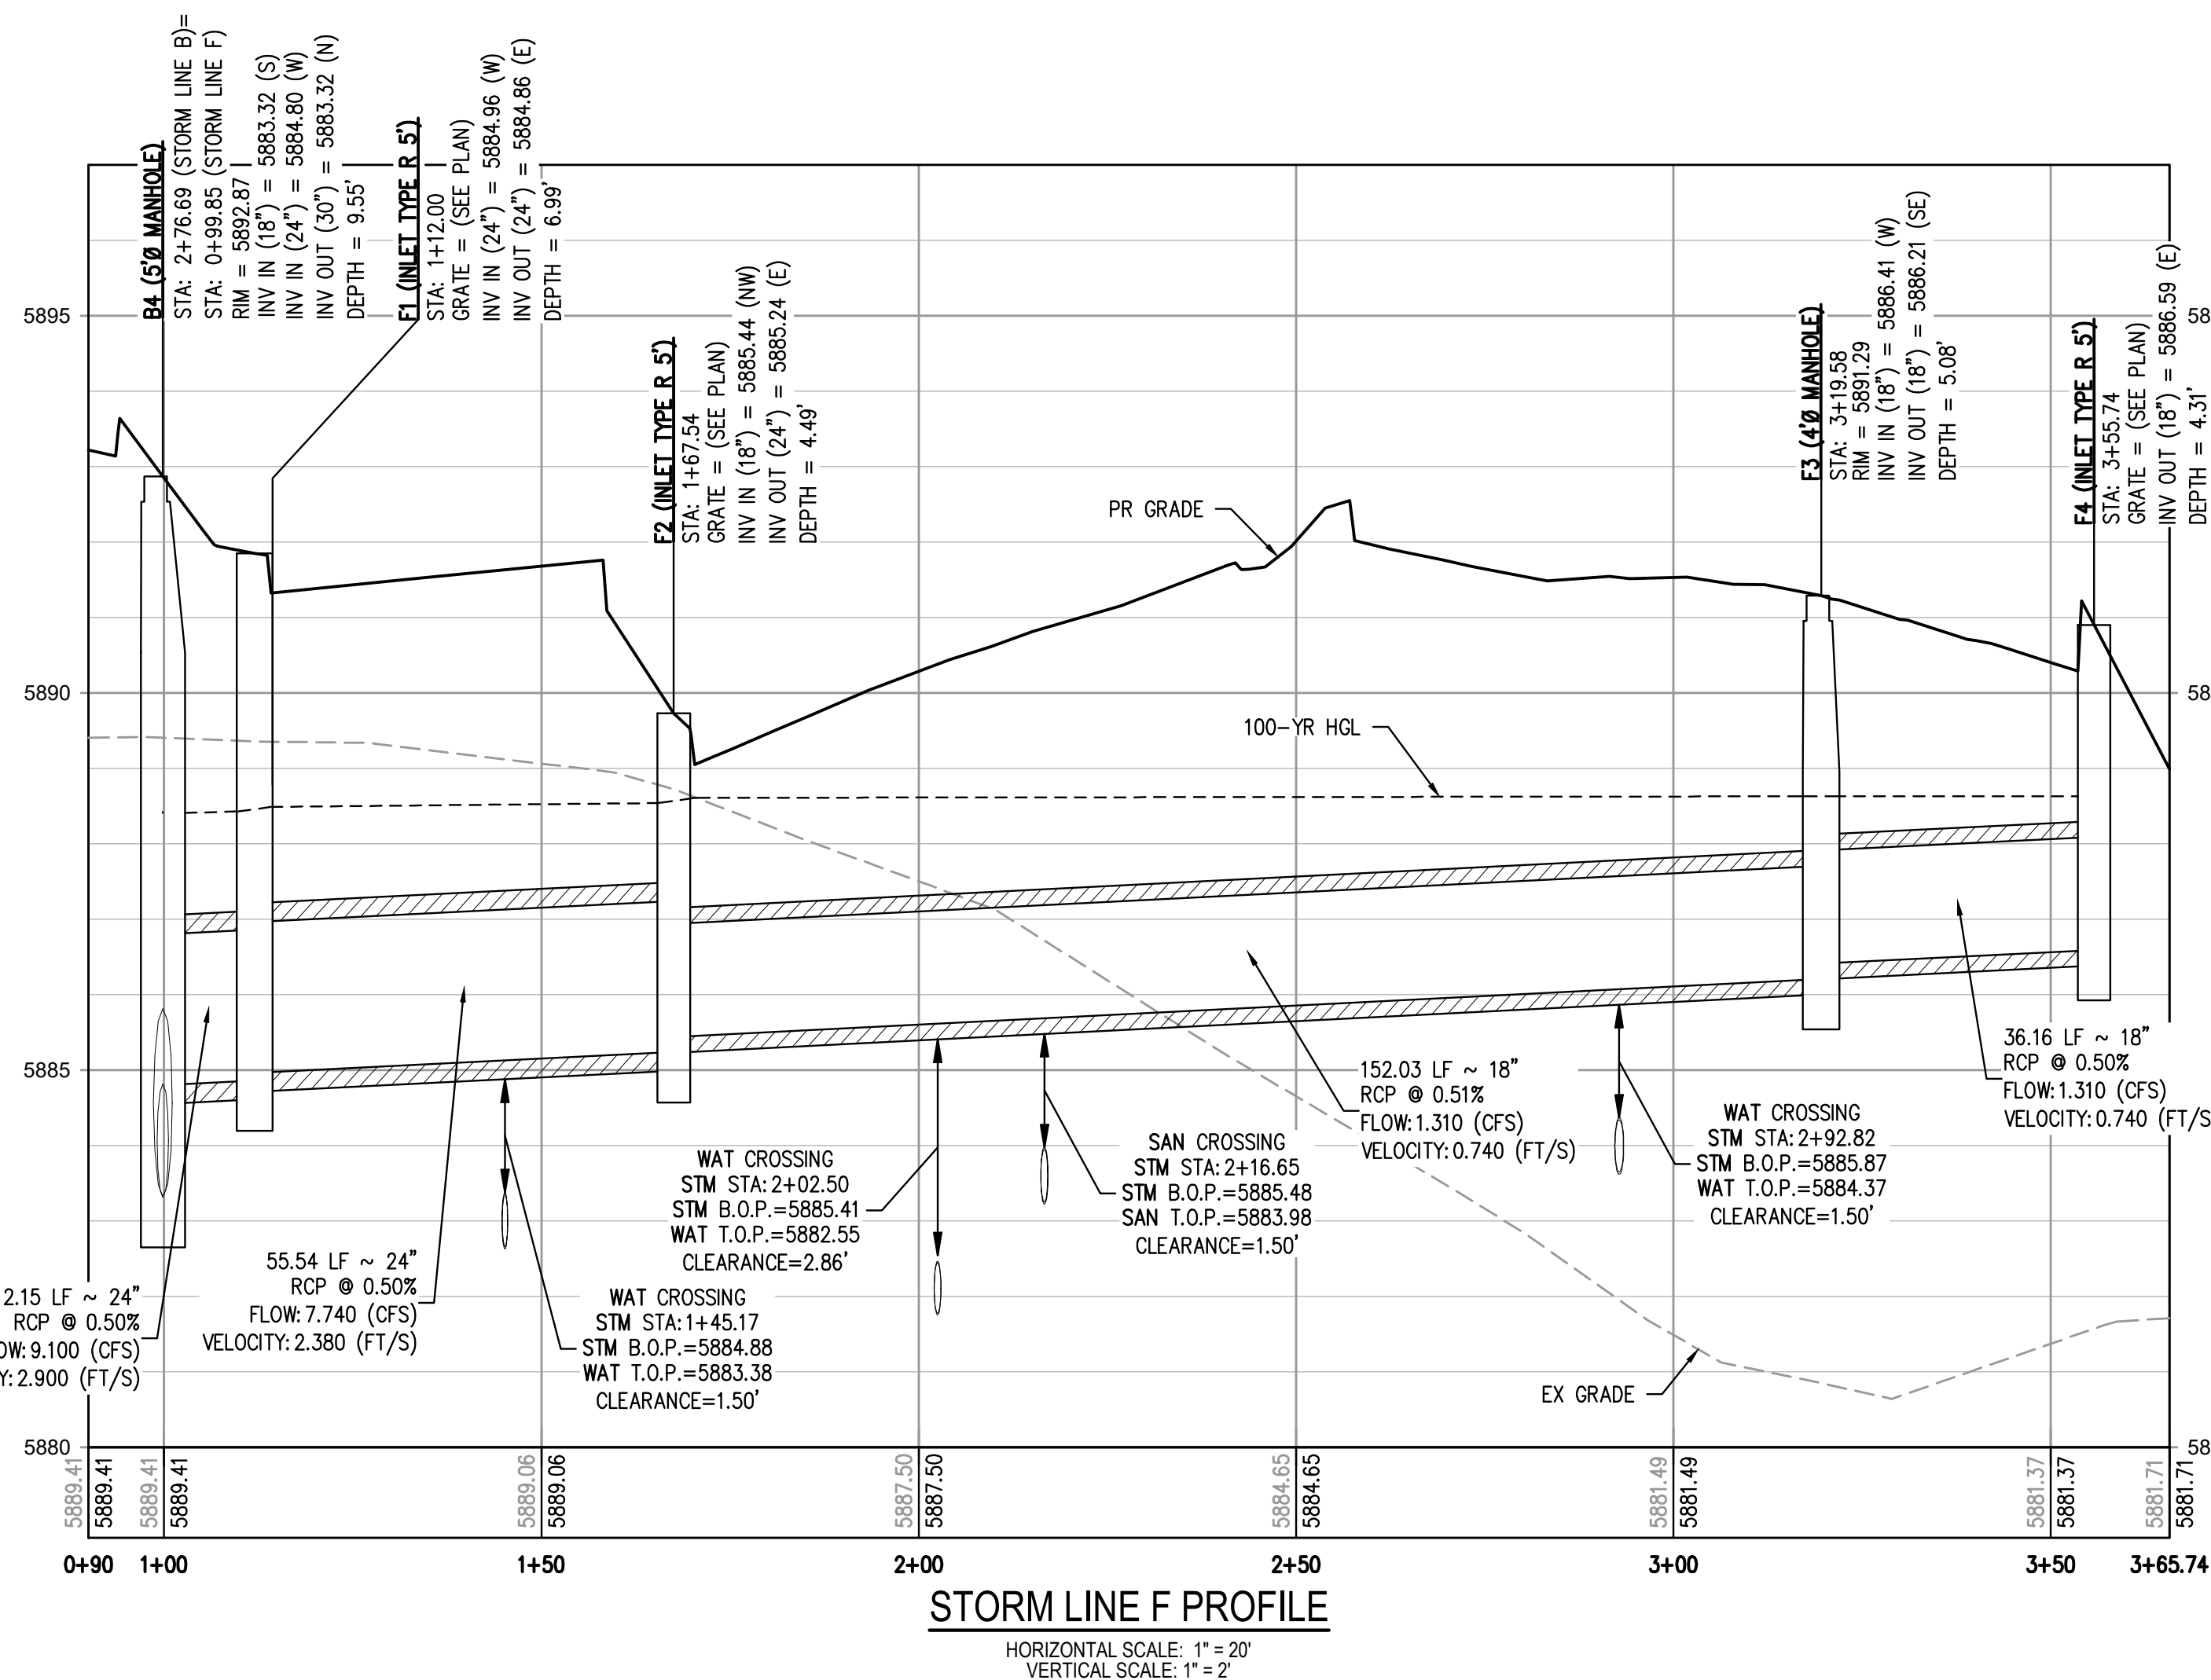 B4 (5'Ø MANHOLE)
STA: 2+76.69 (STORM LINE B)=
STA: 0+99.85 (STORM LINE F)
RIM = 5892.87
INV IN (18") = 5883.32 (S)
INV IN (24") = 5884.80 (W)
INV OUT (30") = 5883.32 (N)
DEPTH = 9.55'
F1 (INLET TYPE R 5')
STA: 1+12.00
GRATE = (SEE PLAN)
INV IN (24") = 5884.96 (W)
INV OUT (24") = 5884.86 (E)
DEPTH = 6.99'
F2 (INLET TYPE R 5')
STA: 1+67.54
GRATE = (SEE PLAN)
INV IN (18") = 5885.44 (NW)
INV OUT (24") = 5885.24 (E)
DEPTH = 4.49'
F3 (4'Ø MANHOLE)
STA: 3+19.58
RIM = 5891.29
INV IN (18") = 5886.41 (W)
INV OUT (18") = 5886.21 (SE)
DEPTH = 5.08'
F4 (INLET TYPE R 5')
STA: 3+55.74
GRATE = (SEE PLAN)
INV OUT (18") = 5886.59 (E)
DEPTH = 4.31'
5895
58
PR GRADE
5890
58
100-YR HGL
5885
36.16 LF ~ 18"
RCP @ 0.50%
FLOW:1.310 (CFS)
VELOCITY:0.740 (FT/S
152.03 LF ~ 18"
RCP @ 0.51%
FLOW:1.310 (CFS)
VELOCITY:0.740 (FT/S)
WAT CROSSING
STM STA:2+92.82
STM B.O.P.=5885.87
WAT T.O.P.=5884.37
CLEARANCE=1.50'
SAN CROSSING
STM STA:2+16.65
STM B.O.P.=5885.48
SAN T.O.P.=5883.98
CLEARANCE=1.50'
WAT CROSSING
STM STA:2+02.50
STM B.O.P.=5885.41
WAT T.O.P.=5882.55
CLEARANCE=2.86'
55.54 LF ~ 24"
RCP @ 0.50%
FLOW:7.740 (CFS)
VELOCITY:2.380 (FT/S)
2.15 LF ~ 24"
RCP @ 0.50%
OW:9.100 (CFS)
Y:2.900 (FT/S)
WAT CROSSING
STM STA:1+45.17
STM B.O.P.=5884.88
WAT T.O.P.=5883.38
CLEARANCE=1.50'
EX GRADE
5880
58
5889.41
5889.41
5889.41
5889.41
5889.06
5889.06
5887.50
5887.50
5884.65
5884.65
5881.49
5881.49
5881.37
5881.37
5881.71
5881.71
0+90 1+00 1+50 2+00 2+50 3+00 3+50 3+65.74
STORM LINE F PROFILE
HORIZONTAL SCALE: 1" = 20'
VERTICAL SCALE: 1" = 2'